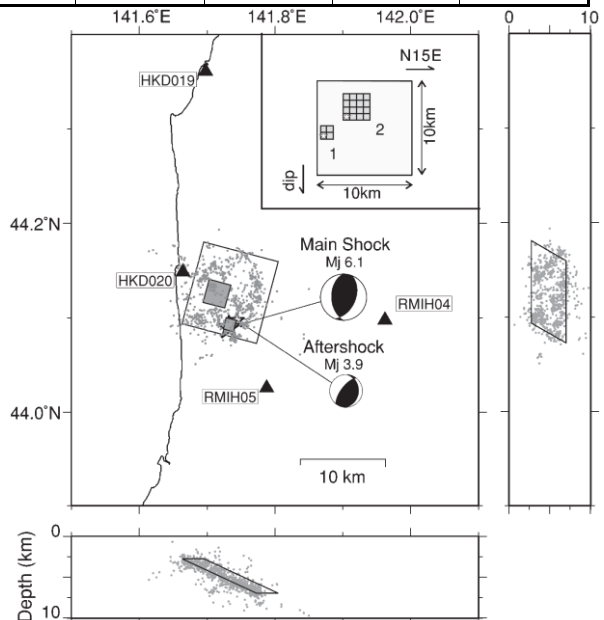 141.6˚E 141.8˚E 142.0˚E 0 10
N15E
HKD019
2
1
10km
dip
10km
44.2˚N
Main Shock
Mj 6.1
HKD020
RMIH04
Aftershock
Mj 3.9
RMIH05
44.0˚N
10 km
0
Depth (km)
10